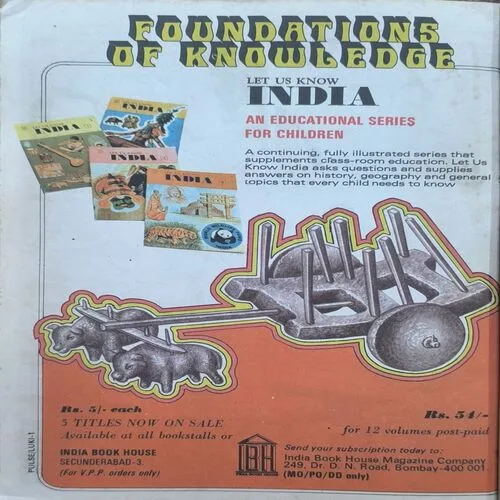 FOUNDATIONS
OF KNOWLEDGE
LET US KNOW
INDIA
AN EDUCATIONAL SERIES
FOR CHILDREN
A continuing, fully illustrated series that
supplements class-room education. Let Us
Know India asks questions and supplies
answers on history, geography and general
topics that every child needs to know
INDIA
INDIA
INDIA
INDIA
Rs. 5/- each
5 TITLES NOW ON SALE
Available at all bookstalls or
INDIA BOOK HOUSE
SECUNDERABAD-3.
(For V.P.P. orders only)
IBH
INDIA BOOK HOUSE
Rs. 54/-
for 12 volumes post-paid
Send your subscription today to:
India Book House Magazine Company
249, Dr. D. N. Road, Bombay-400 001.
(MO/PO/DD only)
PULSE:LUKI-1